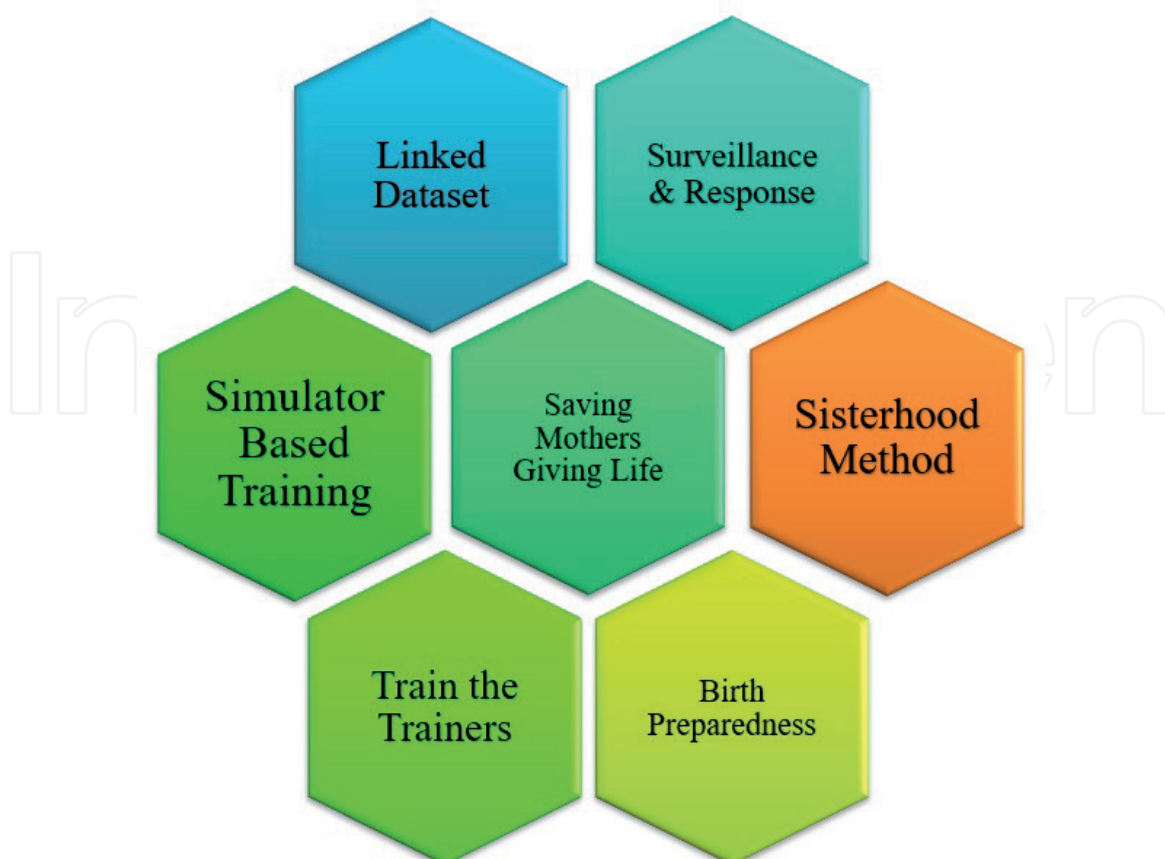 Linked
Dataset
Surveillance
& Response
Simulator
Based
Training
Saving
Mothers
Giving Life
Sisterhood
Method
Train the
Trainers
Birth
Preparedness